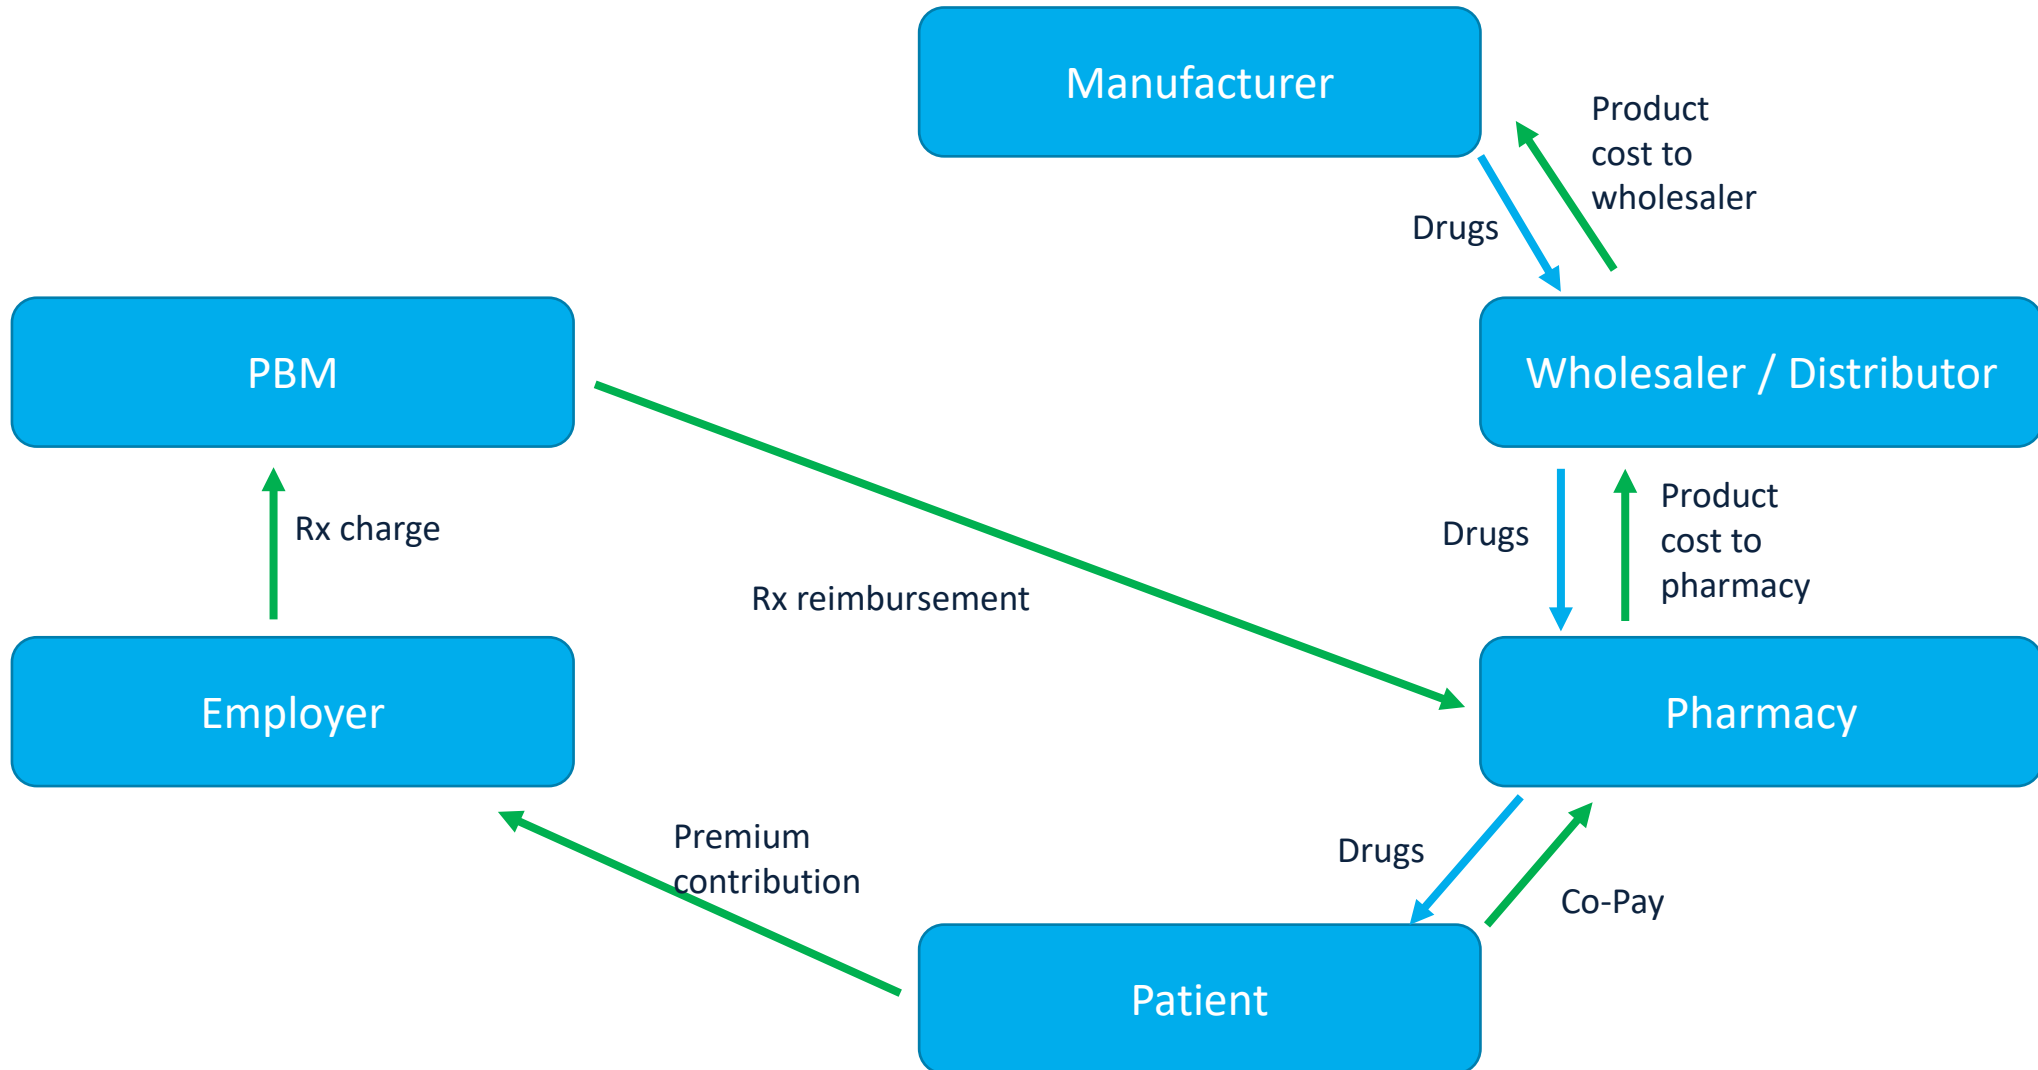 Manufacturer
Product
cost to
wholesaler
Drugs
PBM
Wholesaler / Distributor
Rx charge
Drugs
Product
cost to
pharmacy
Rx reimbursement
Employer
Pharmacy
Premium
contribution
Drugs
Co-Pay
Patient